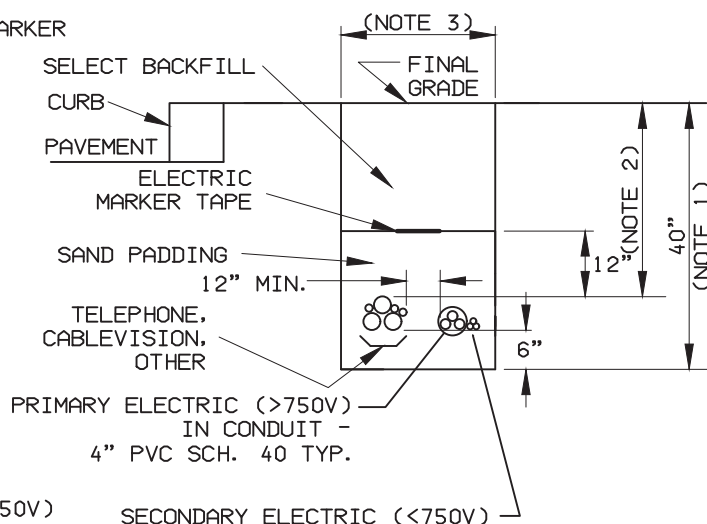 ARKER
(NOTE 3)
SELECT BACKFILL
FINAL
GRADE
CURB
PAVEMENT
ELECTRIC
MARKER TAPE
SAND PADDING
12" MIN.
12"
(NOTE 2)
40"
(NOTE 1)
TELEPHONE,
CABLEVISION,
OTHER
6"
PRIMARY ELECTRIC (>750V)
IN CONDUIT -
4" PVC SCH. 40 TYP.
50V)
SECONDARY ELECTRIC (<750V)